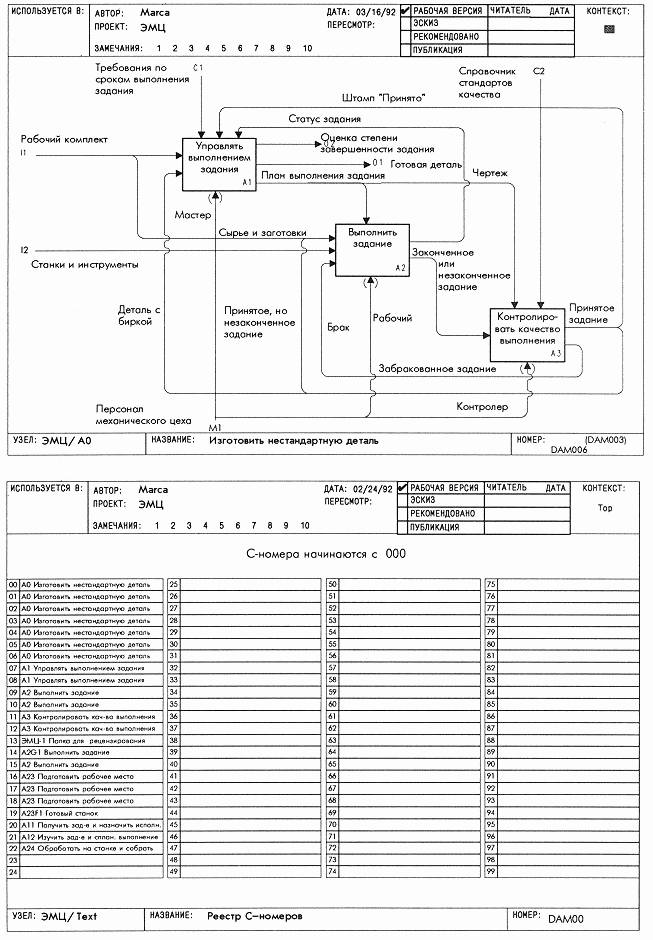 ИСПОЛЬЗУЕТСЯ В:
АВТОР: Marca
ДАТА: 03/16/92
РАБОЧАЯ ВЕРСИЯ
ЧИТАТЕЛЬ
ДАТА
КОНТЕКСТ:
ПРОЕКТ: ЭМЦ
ПЕРЕСМОТР:
ЭСКИЗ
РЕКОМЕНДОВАНО
ЗАМЕЧАНИЯ: 1 2 3 4 5 6 7 8 9 10
ПУБЛИКАЦИЯ
Требования по
срокам выполнения
задания
C1
Справочник
стандартов
качества
C2
Штамп "Принято"
Статус задания
Рабочий комплект
I1
Управлять
выполнением
задания
A1
Оценка степени
завершенности задания
O2
O1 Готовая деталь
План выполнения задания
Чертеж
Мастер
Сырье и заготовки
Выполнить
задание
A2
I2
Станки и инструменты
Законченное
или
незаконченное
задание
Деталь с
биркой
Принятое, но
незаконченное
задание
Брак
Рабочий
Контролиро-
вать качество
выполнения
A3
Принятое
задание
Забракованное задание
Персонал
механического цеха
M1
Контролер
УЗЕЛ: ЭМЦ/A0
НАЗВАНИЕ: Изготовить нестандартную деталь
НОМЕР: (DAM003)
DAM006
ИСПОЛЬЗУЕТСЯ В:
АВТОР: Marca
ДАТА: 02/24/92
РАБОЧАЯ ВЕРСИЯ
ЧИТАТЕЛЬ
ДАТА
КОНТЕКСТ:
ПРОЕКТ: ЭМЦ
ПЕРЕСМОТР:
ЭСКИЗ
Top
РЕКОМЕНДОВАНО
ЗАМЕЧАНИЯ: 1 2 3 4 5 6 7 8 9 10
ПУБЛИКАЦИЯ
С-номера начинаются с 000
00 A0 Изготовить нестандартную деталь 25 50 75
01 A0 Изготовить нестандартную деталь 26 51 76
02 A0 Изготовить нестандартную деталь 27 52 77
03 A0 Изготовить нестандартную деталь 28 53 78
04 A0 Изготовить нестандартную деталь 29 54 79
05 A0 Изготовить нестандартную деталь 30 55 80
06 A0 Изготовить нестандартную деталь 31 56 81
07 A1 Управлять выполнением задания 32 57 82
08 A1 Управлять выполнением задания 33 58 83
09 A2 Выполнить задание 34 59 84
10 A2 Выполнить задание 35 60 85
11 A3 Контролировать кач-во выполнения 36 61 86
12 A3 Контролировать кач-во выполнения 37 62 87
13 ЭМЦ-1 Папка для рецензирования 38 63 88
14 A2G1 Выполнить задание 39 64 89
15 A2 Выполнить задание 40 65 90
16 A23 Подготовить рабочее место 41 66 91
17 A23 Подготовить рабочее место 42 67 92
18 A23 Подготовить рабочее место 43 68 93
19 A23F1 Готовый станок 44 69 94
20 A11 Получить зад-е и назначить исполн. 45 70 95
21 A12 Изучить зад-е и сплан. выполнение 46 71 96
22 A24 Обработать на станке и собрать 47 72 97
23 48 73 98
24 49 74 99
УЗЕЛ: ЭМЦ/Text
НАЗВАНИЕ: Реестр С-номеров
НОМЕР: DAM00